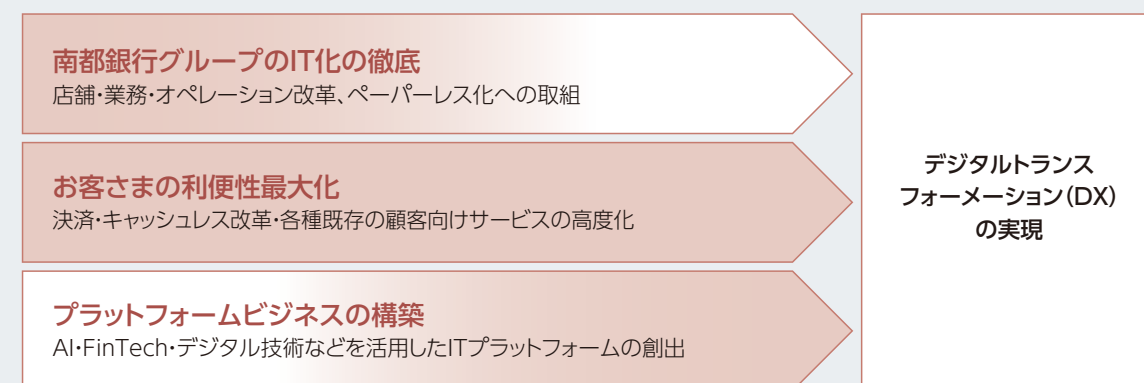 南都銀行グループのIT化の徹底
店舗・業務・オペレーション改革、ペーパーレス化への取組
お客さまの利便性最大化
決済・キャッシュレス改革・各種既存の顧客向けサービスの高度化
プラットフォームビジネスの構築
AI・FinTech・デジタル技術などを活用したITプラットフォームの創出
デジタルトランス
フォーメーション(DX)
の実現